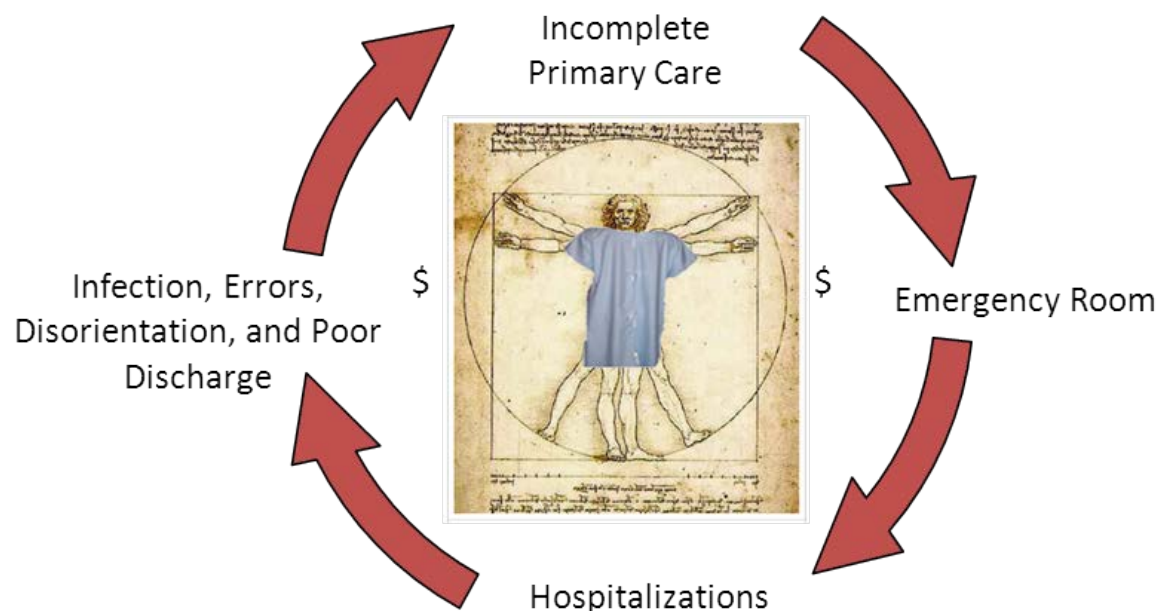 Incomplete
Primary Care
$
$
Emergency Room
Infection, Errors,
Disorientation, and Poor
Discharge
Hospitalizations